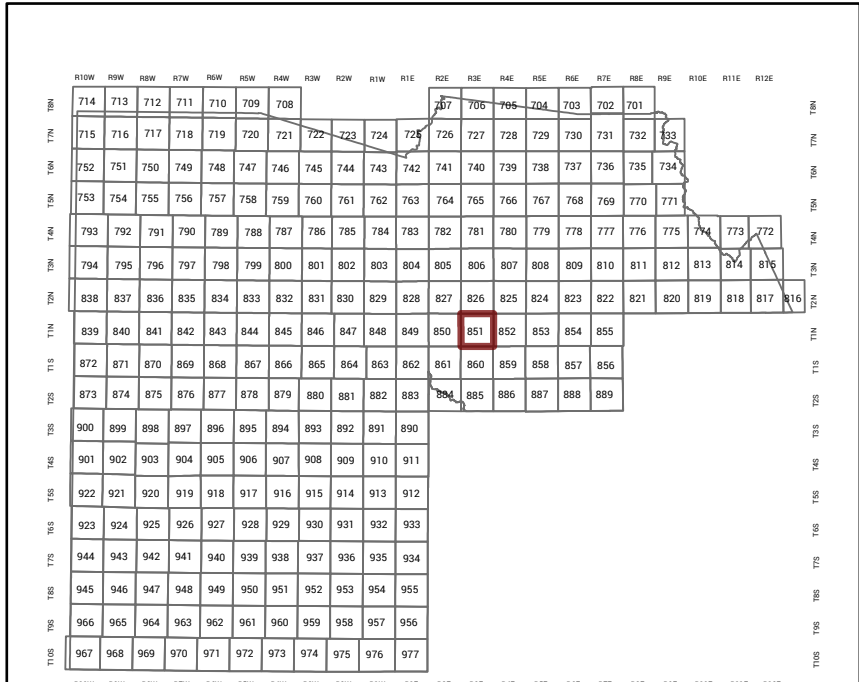 R10W R9W R8W R7W R6W R5W R4W R3W R2W R1W R1E R2E R3E R4E R5E R6E R7E R8E R9E R10E R11E R12E
T8N 714 713 712 711 710 709 708 707 706 705 704 703 702 701 T8N
T7N 715 716 717 718 719 720 721 722 723 724 725 726 727 728 729 730 731 732 733 T7N
T6N 752 751 750 749 748 747 746 745 744 743 742 741 740 739 738 737 736 735 734 T6N
T5N 753 754 755 756 757 758 759 760 761 762 763 764 765 766 767 768 769 770 771 T5N
T4N 793 792 791 790 789 788 787 786 785 784 783 782 781 780 779 778 777 776 775 774 773 772 T4N
T3N 794 795 796 797 798 799 800 801 802 803 804 805 806 807 808 809 810 811 812 813 814 815 T3N
T2N 838 837 836 835 834 833 832 831 830 829 828 827 826 825 824 823 822 821 820 819 818 817 816 T2N
T1N 839 840 841 842 843 844 845 846 847 848 849 850 851 852 853 854 855 T1N
T1S 872 871 870 869 868 867 866 865 864 863 862 861 860 859 858 857 856 T1S
T2S 873 874 875 876 877 878 879 880 881 882 883 884 885 886 887 888 889 T2S
T3S 900 899 898 897 896 895 894 893 892 891 890 T3S
T4S 901 902 903 904 905 906 907 908 909 910 911 T4S
T5S 922 921 920 919 918 917 916 915 914 913 912 T5S
T6S 923 924 925 926 927 928 929 930 931 932 933 T6S
T7S 944 943 942 941 940 939 938 937 936 935 934 T7S
T8S 945 946 947 948 949 950 951 952 953 954 955 T8S
T9S 966 965 964 963 962 961 960 959 958 957 956 T9S
T10S 967 968 969 970 971 972 973 974 975 976 977 T10S